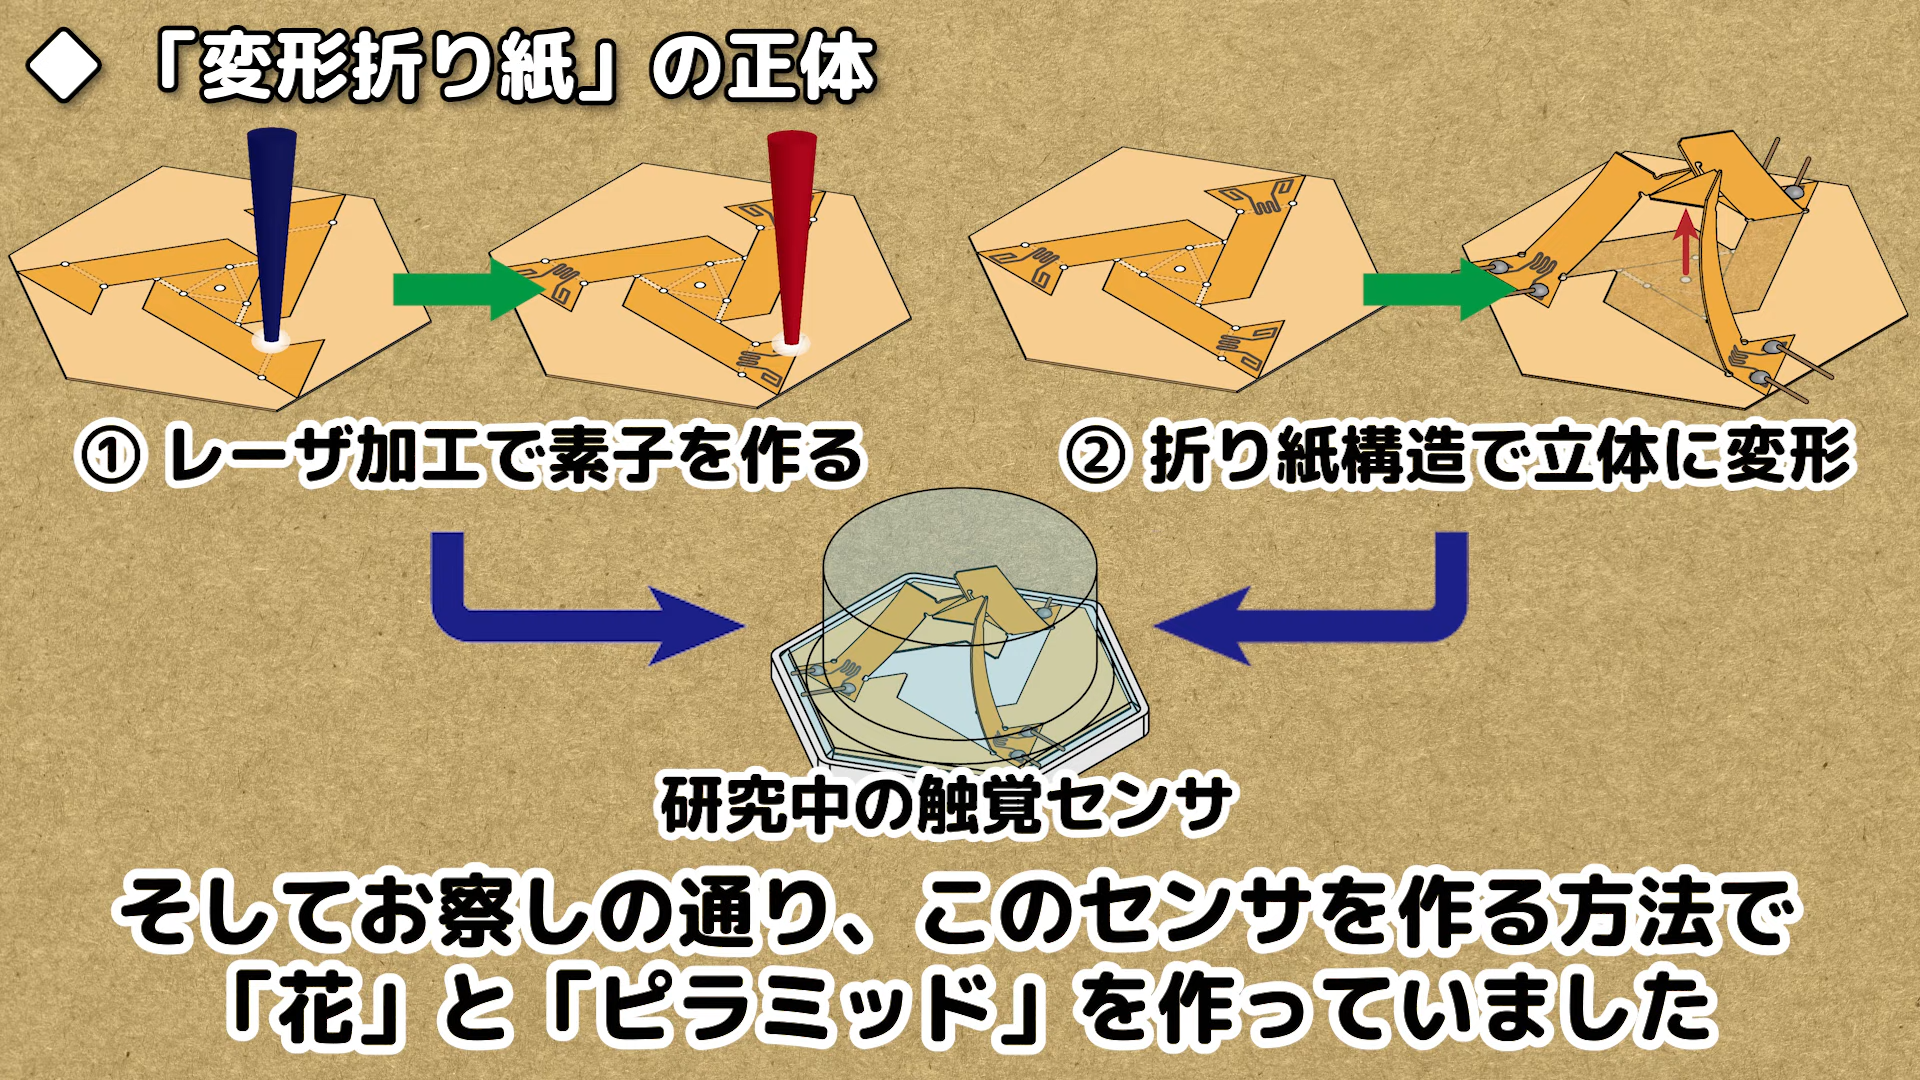 ◆「変形折り紙」の正体
① レーザ加工で素子を作る
② 折り紙構造で立体に変形
研究中の触覚センサ
そしてお察しの通り、このセンサを作る方法で
「花」と「ピラミッド」を作っていました